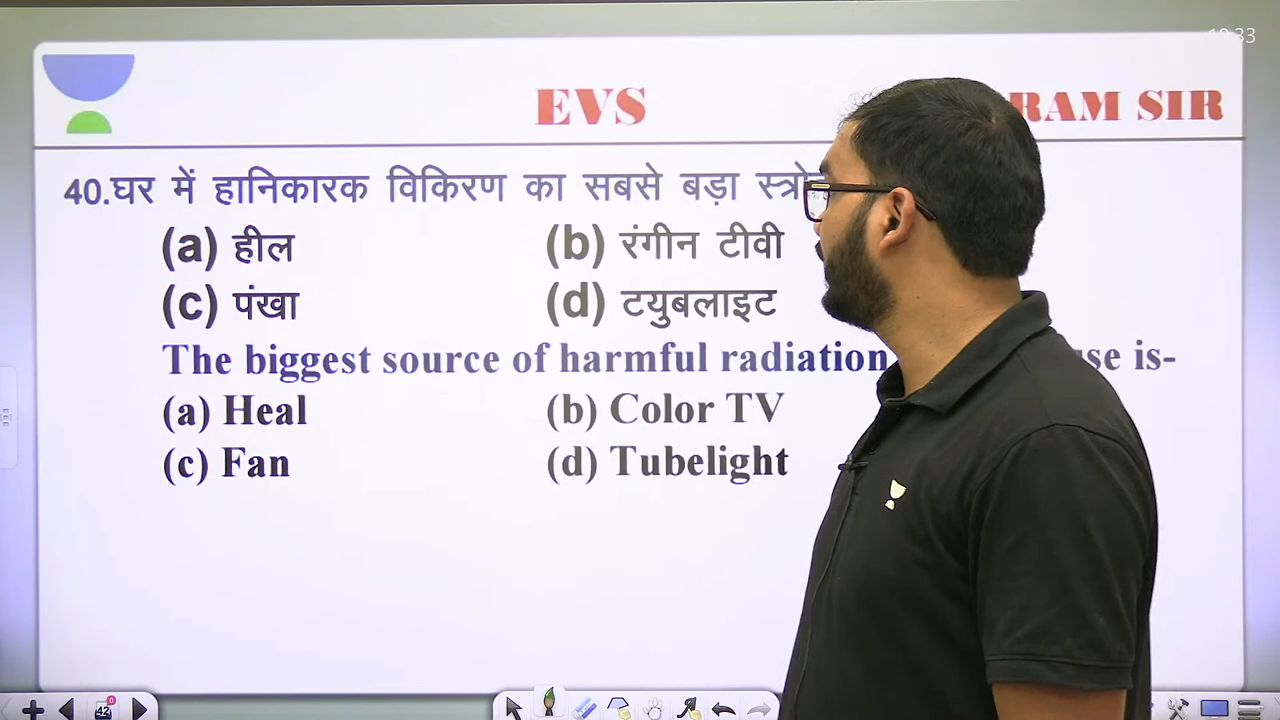 EVS
RAM SIR
40.घर में हानिकारक विकिरण का सबसे बड़ा
(a) हील (b) रंगीन टीवी
(c) पंखा (d) टयुबलाइट
The biggest source of harmful radiation is-
(a) Heal (b) Color TV
(c) Fan (d) Tubelight
42